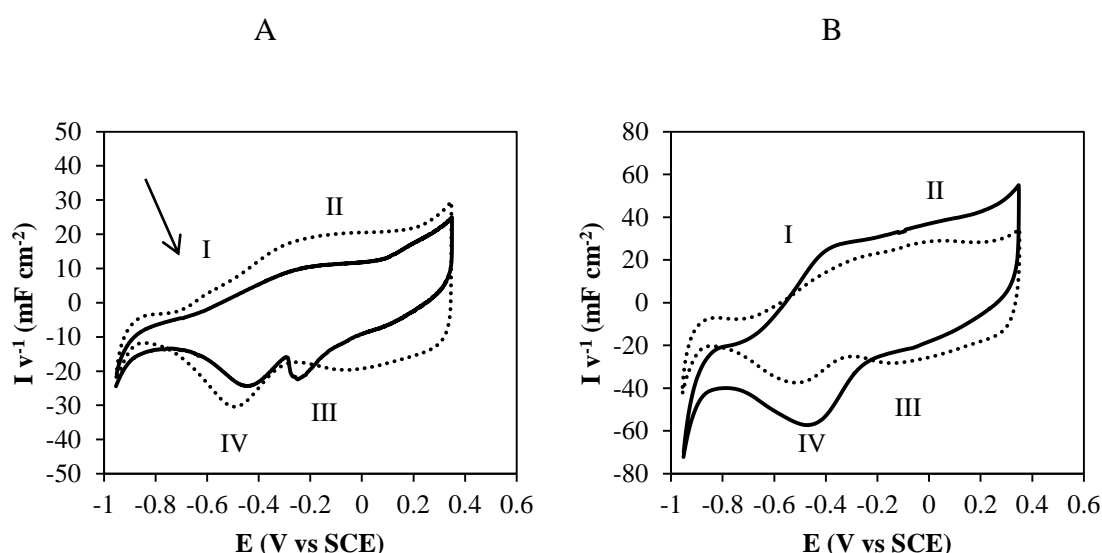 A
B
50
40
30
20
10
0
-10
-20
-30
-40
-50
-1 -0.8 -0.6 -0.4 -0.2 0 0.2 0.4 0.6
I v⁻¹ (mF cm⁻²)
E (V vs SCE)
I
II
III
IV
80
60
40
20
0
-20
-40
-60
-80
-1 -0.8 -0.6 -0.4 -0.2 0 0.2 0.4 0.6
I v⁻¹ (mF cm⁻²)
E (V vs SCE)
I
II
III
IV